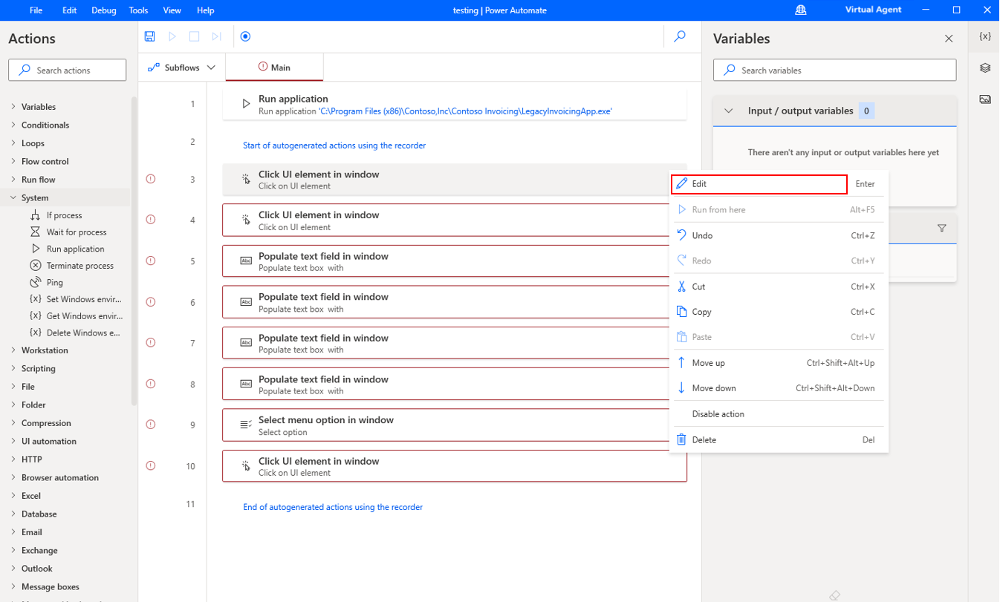 File Edit Debug Tools View Help
testing | Power Automate
Virtual Agent
Actions
Search actions
Variables
Conditionals
Loops
Flow control
Run flow
System
If process
Wait for process
Run application
Terminate process
Ping
{x} Set Windows envir...
{x} Get Windows envir...
{x} Delete Windows e...
Workstation
Scripting
File
Folder
Compression
UI automation
HTTP
Browser automation
Excel
Database
Email
Exchange
Outlook
Message boxes
Subflows
Main
1
Run application
Run application 'C:\Program Files (x86)\Contoso,Inc\Contoso Invoicing\LegacyInvoicingApp.exe'
2
Start of autogenerated actions using the recorder
3
Click UI element in window
Click on UI element
4
Click UI element in window
Click on UI element
5
Abc
Populate text field in window
Populate text box with
6
Abc
Populate text field in window
Populate text box with
7
Abc
Populate text field in window
Populate text box with
8
Abc
Populate text field in window
Populate text box with
9
Select menu option in window
Select option
10
Click UI element in window
Click on UI element
11
End of autogenerated actions using the recorder
Variables
{x}
Search variables
Input / output variables 0
There aren't any input or output variables here yet
Edit Enter
Run from here Alt+F5
Undo Ctrl+Z
Redo Ctrl+Y
Cut Ctrl+X
Copy Ctrl+C
Paste Ctrl+V
Move up Ctrl+Shift+Alt+Up
Move down Ctrl+Shift+Alt+Down
Disable action
Delete Del